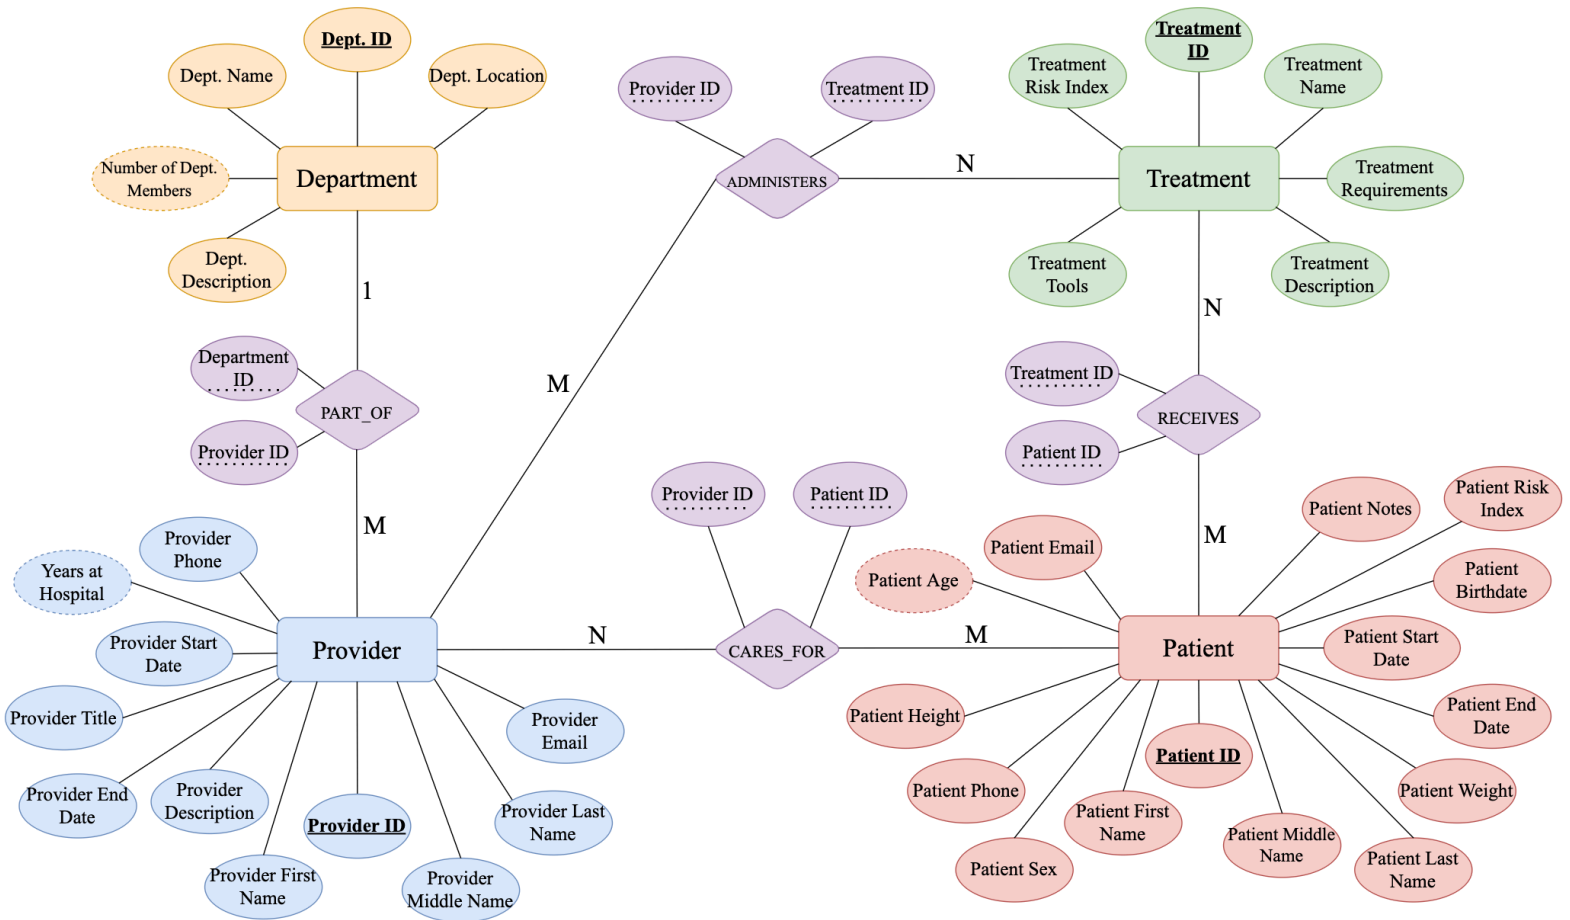 Dept. ID
Dept. Name
Dept. Location
Number of Dept.
Members
Department
Dept.
Description
1
Department
ID
PART_OF
Provider ID
M
Provider ID
Treatment ID
ADMINISTERS
N
M
Treatment
ID
Treatment
Risk Index
Treatment
Name
Treatment
Treatment
Requirements
Treatment
Tools
Treatment
Description
N
Treatment ID
RECEIVES
Patient ID
M
Provider
Phone
Years at
Hospital
Provider Start
Date
Provider
Provider Title
Provider End
Date
Provider
Description
Provider First
Name
Provider ID
Provider
Middle Name
Provider Last
Name
Provider
Email
N
Provider ID
Patient ID
CARES_FOR
M
Patient Age
Patient Email
Patient Notes
Patient Risk
Index
Patient
Birthdate
Patient
Patient Start
Date
Patient End
Date
Patient Height
Patient Phone
Patient Sex
Patient First
Name
Patient ID
Patient Middle
Name
Patient Last
Name
Patient Weight